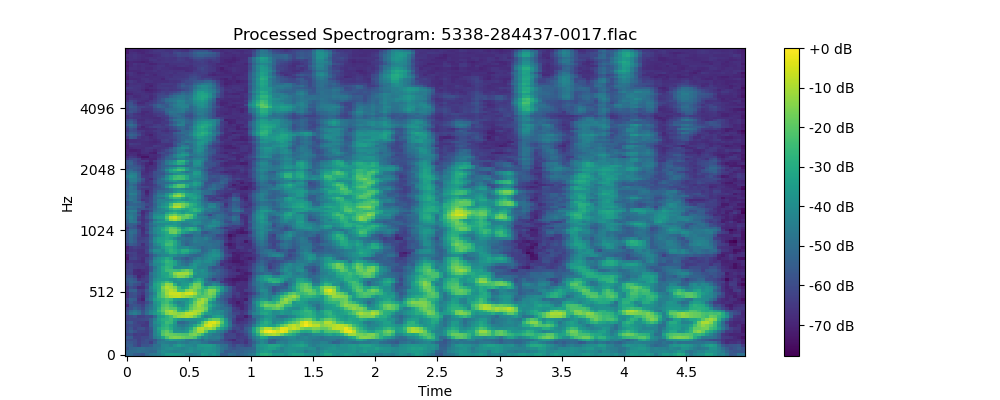 Processed Spectrogram: 5338-284437-0017.flac
Hz
4096
2048
1024
512
0
0
0.5
1
1.5
2
2.5
3
3.5
4
4.5
Time
+0 dB
-10 dB
-20 dB
-30 dB
-40 dB
-50 dB
-60 dB
-70 dB